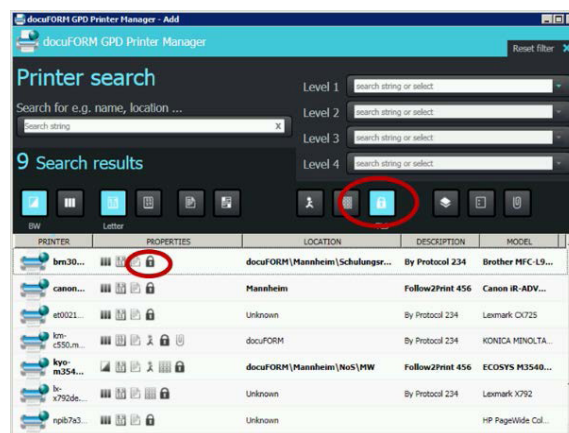 docuFORM GPD Printer Manager - Add
docuFORM GPD Printer Manager
Reset filter
Printer search
Search for e.g. name, location ...
Search string
X
Level 1 search string or select
Level 2 search string or select
Level 3 search string or select
Level 4 search string or select
9 Search results
BW Letter
PRINTER PROPERTIES LOCATION DESCRIPTION MODEL
brn30... docuFORM\Mannheim\Schulungsr... By Protocol 234 Brother MFC-L9...
canon... Mannheim Follow2Print 456 Canon iR-ADV...
et0021... Unknown By Protocol 234 Lexmark CX725
km-
c550.m... docuFORM By Protocol 234 KONICA MINOLTA...
kyo-
m354... docuFORM\Mannheim\NoS\MW Follow2Print 456 ECOSYS M3540...
lx-
x792de... Unknown By Protocol 234 Lexmark X792
npib7a3... Unknown HP PageWide Col...